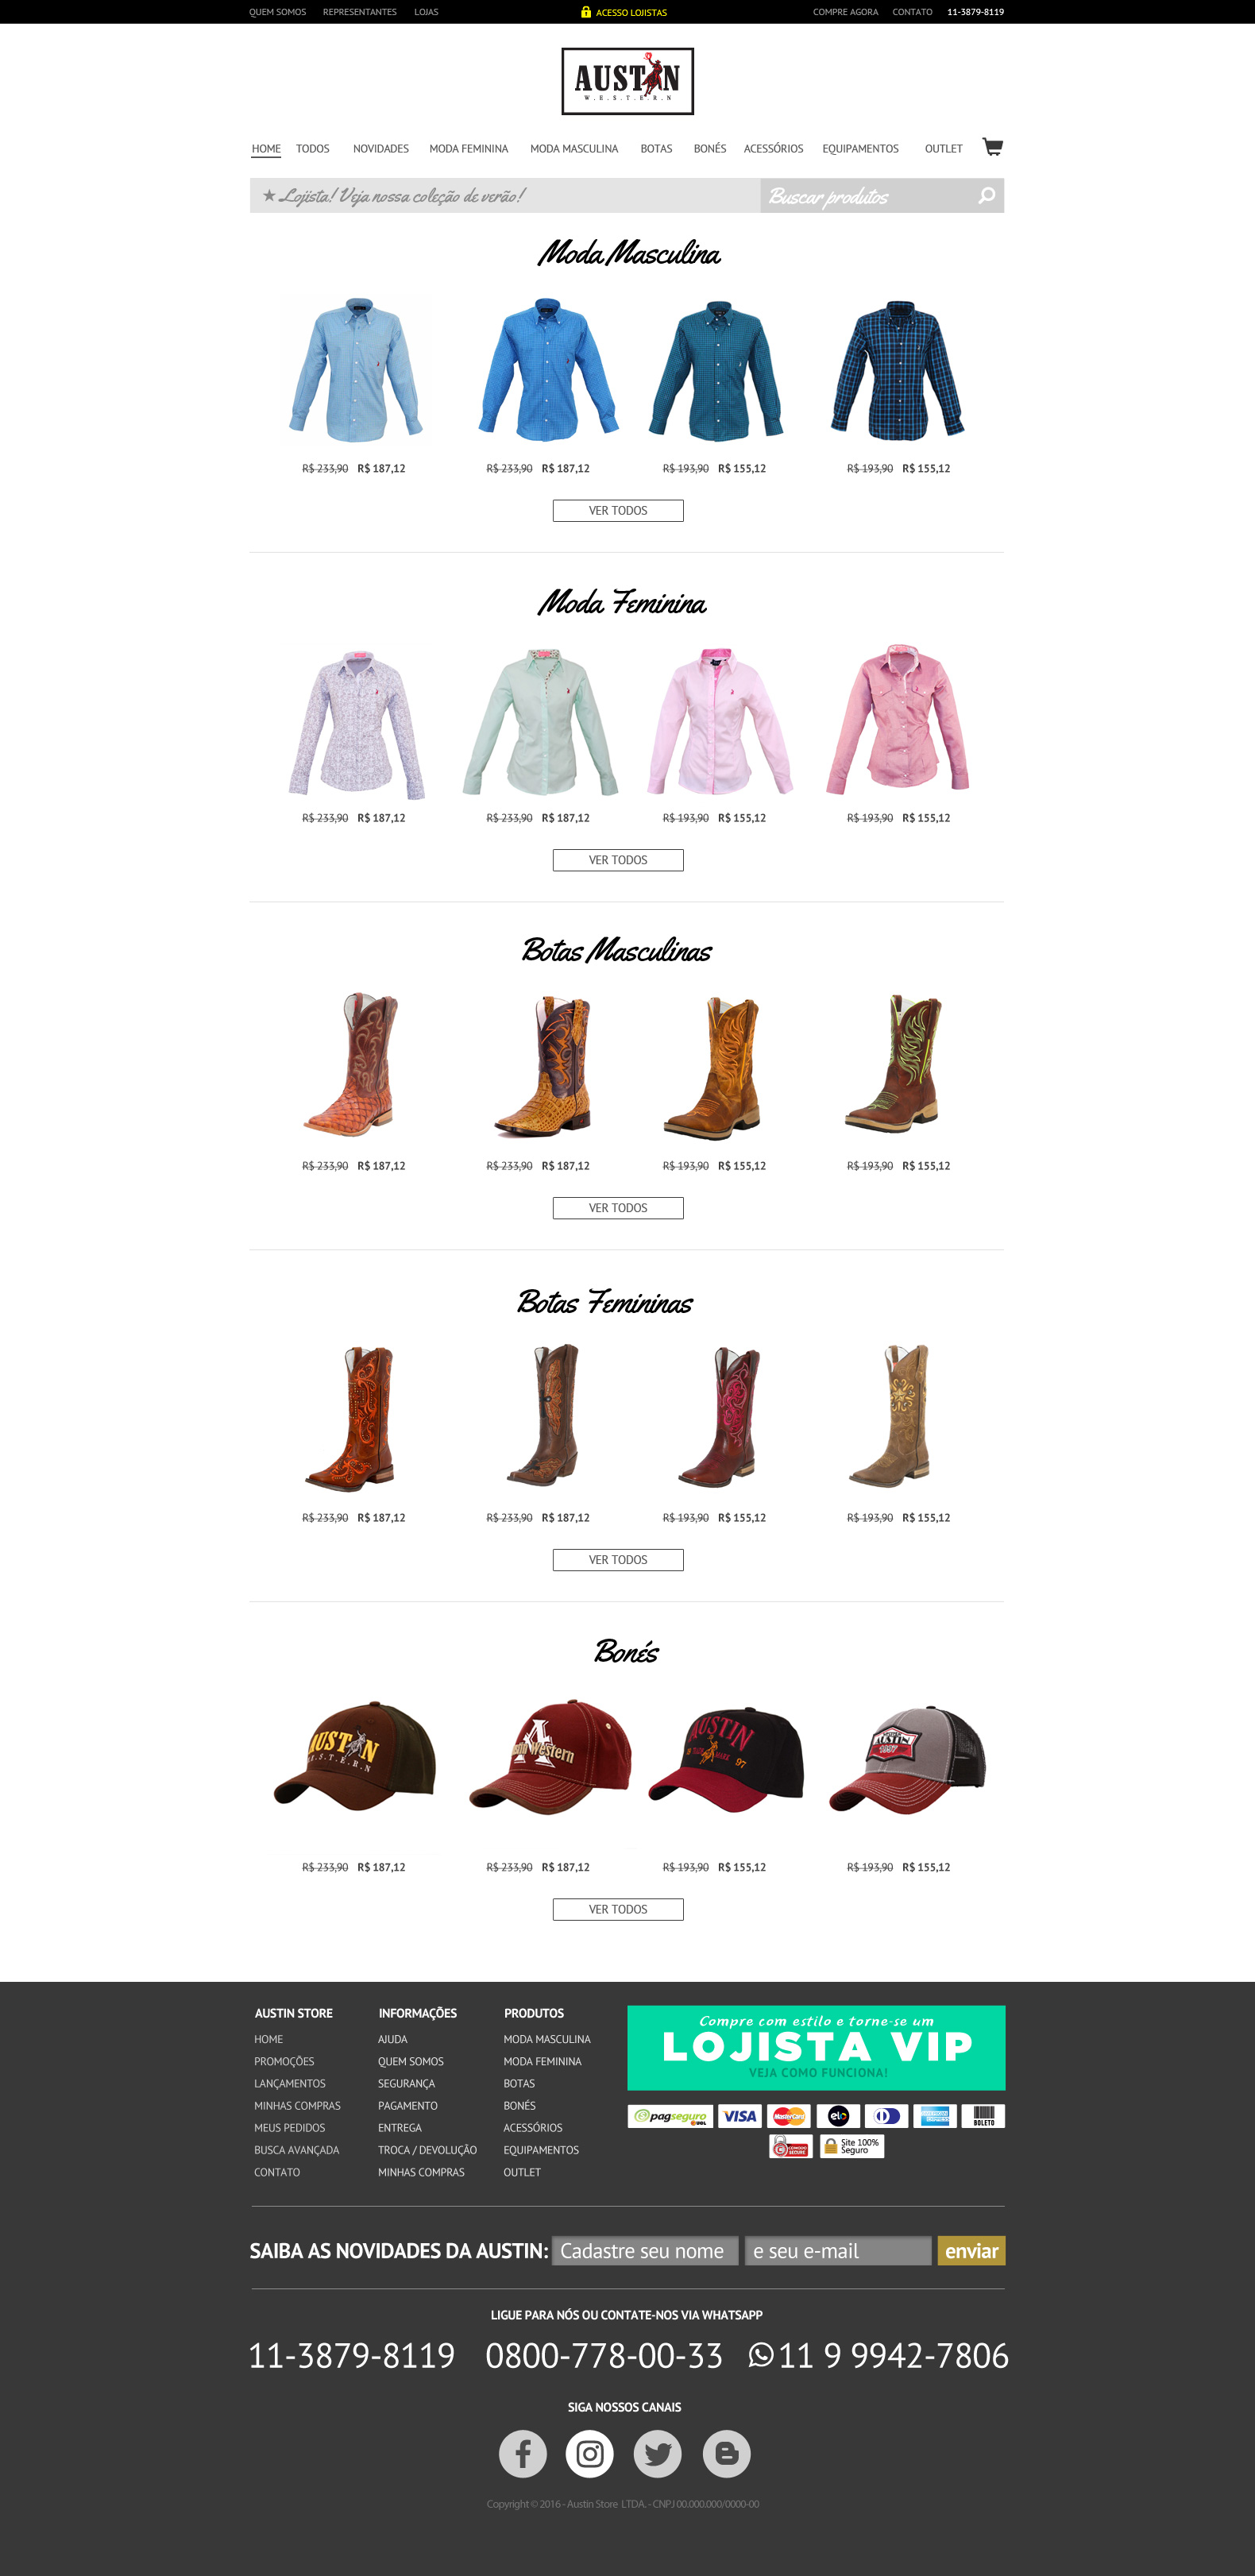 QUEM SOMOS REPRESENTANTES LOJAS ACESSO LOJISTAS COMPRE AGORA CONTATO 11-3879-8119
AUSTIN
W.E.S.T.E.R.N
HOME TODOS NOVIDADES MODA FEMININA MODA MASCULINA BOTAS BONÉS ACESSÓRIOS EQUIPAMENTOS OUTLET
★ Lojista! Veja nossa coleção de verão! Buscar produtos
Moda Masculina
R$ 233,90 R$ 187,12 R$ 233,90 R$ 187,12 R$ 193,90 R$ 155,12 R$ 193,90 R$ 155,12
VER TODOS
Moda Feminina
R$ 233,90 R$ 187,12 R$ 233,90 R$ 187,12 R$ 193,90 R$ 155,12 R$ 193,90 R$ 155,12
VER TODOS
Botas Masculinas
R$ 233,90 R$ 187,12 R$ 233,90 R$ 187,12 R$ 193,90 R$ 155,12 R$ 193,90 R$ 155,12
VER TODOS
Botas Femininas
R$ 233,90 R$ 187,12 R$ 233,90 R$ 187,12 R$ 193,90 R$ 155,12 R$ 193,90 R$ 155,12
VER TODOS
Bonés
AUSTIN
W.E.S.T.E.R.N
A
Western
AUSTIN
97
AUSTIN
1997
R$ 233,90 R$ 187,12 R$ 233,90 R$ 187,12 R$ 193,90 R$ 155,12 R$ 193,90 R$ 155,12
VER TODOS
AUSTIN STORE
HOME
PROMOÇÕES
LANÇAMENTOS
MINHAS COMPRAS
MEUS PEDIDOS
BUSCA AVANÇADA
CONTATO
INFORMAÇÕES
AJUDA
QUEM SOMOS
SEGURANÇA
PAGAMENTO
ENTREGA
TROCA / DEVOLUÇÃO
MINHAS COMPRAS
PRODUTOS
MODA MASCULINA
MODA FEMININA
BOTAS
BONÉS
ACESSÓRIOS
EQUIPAMENTOS
OUTLET
Compre com estilo e torne-se um
LOJISTA VIP
VEJA COMO FUNCIONA!
pagseguro UOL VISA MasterCard elo AMERICAN EXPRESS BOLETO
COMODO SECURE Site 100% Seguro
SAIBA AS NOVIDADES DA AUSTIN: Cadastre seu nome e seu e-mail enviar
LIGUE PARA NÓS OU CONTATE-NOS VIA WHATSAPP
11-3879-8119 0800-778-00-33 11 9 9942-7806
SIGA NOSSOS CANAIS
Copyright © 2016 - Austin Store LTDA. - CNPJ 00.000.000/0000-00